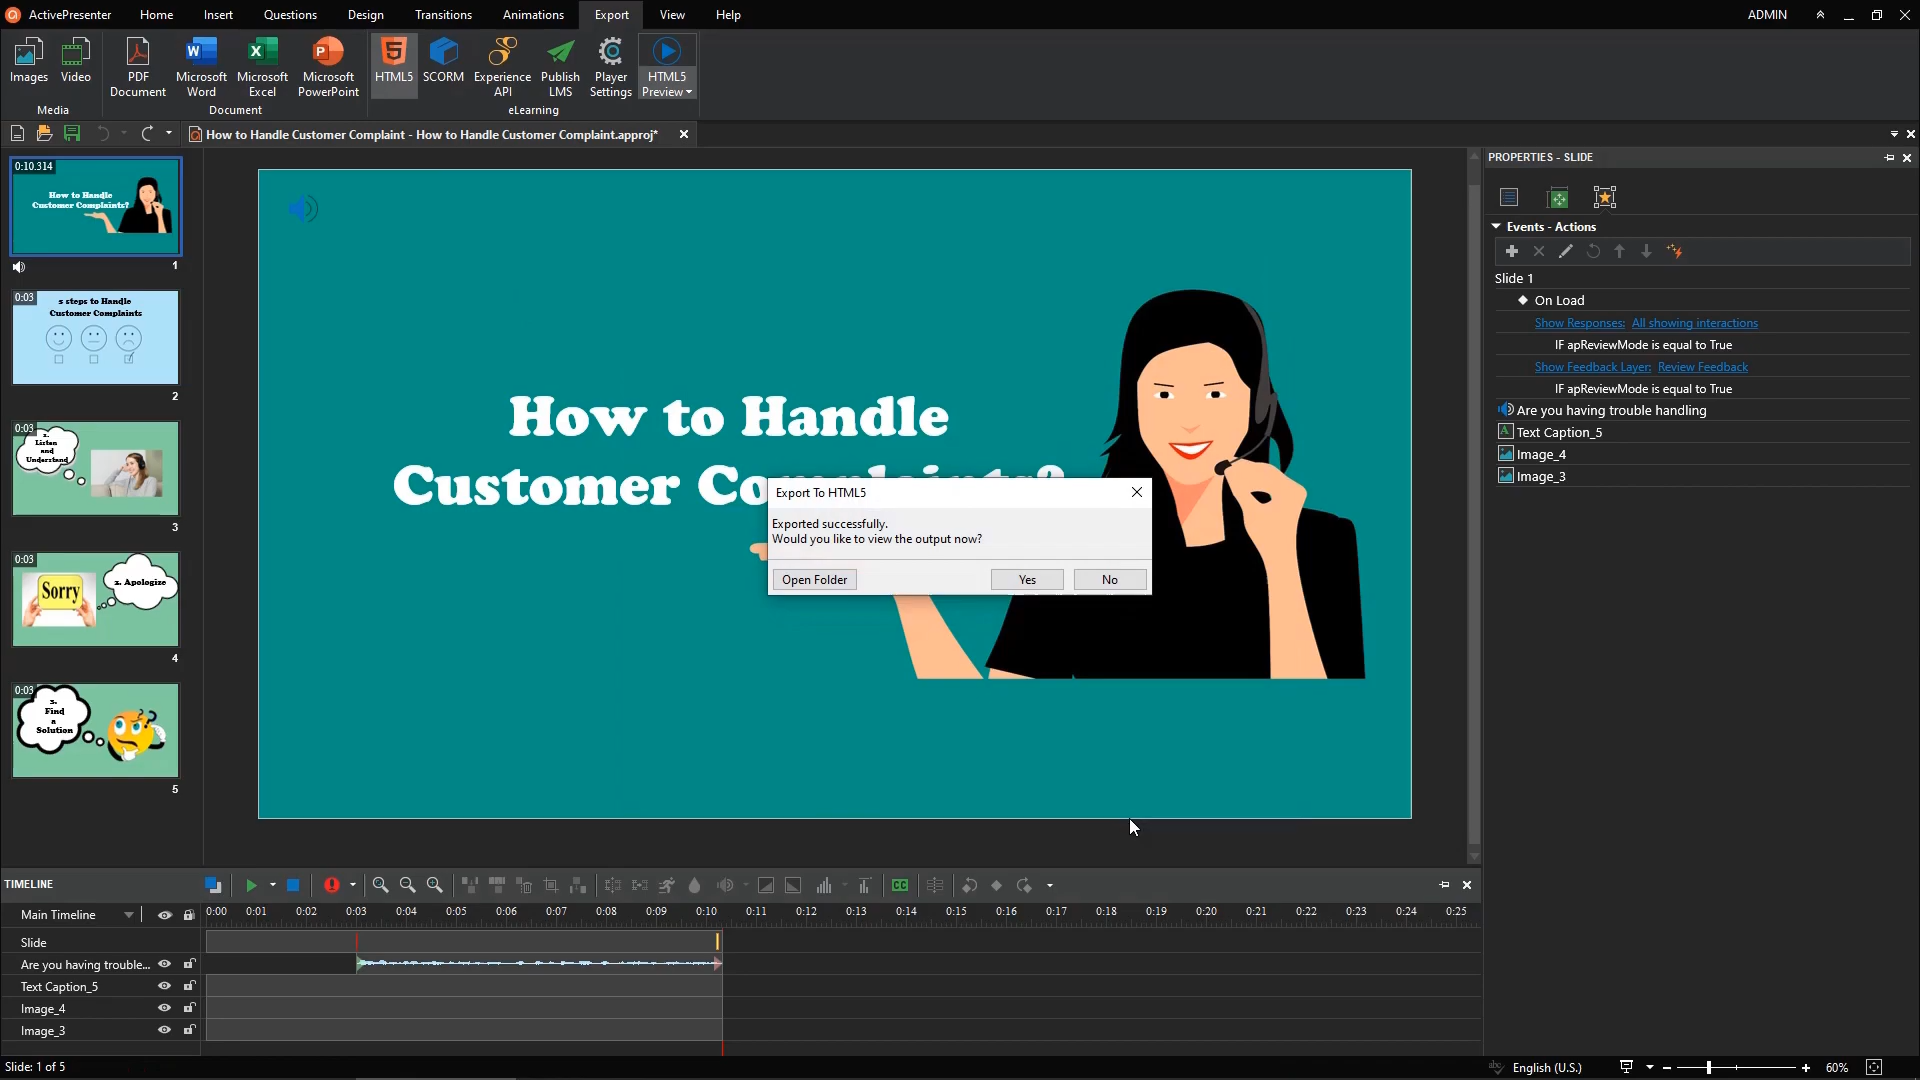 ActivePresenter
Home
Insert
Questions
Design
Transitions
Animations
Export
View
Help
ADMIN
Images
Video
PDF
Document
Microsoft
Word
Microsoft
Excel
Microsoft
PowerPoint
HTML5
SCORM
Experience
API
Publish
LMS
Player
Settings
HTML5
Preview
Media
Document
eLearning
How to Handle Customer Complaint - How to Handle Customer Complaint.approj*
0:10.314
How to Handle
Customer Complaints?
1
0:03
5 steps to Handle
Customer Complaints
2
0:03
1.
Listen
and
Understand
3
0:03
Sorry
2. Apologize
4
0:03
3.
Find
a
Solution
5
How to Handle
Customer Complaints?
Export To HTML5
Exported successfully.
Would you like to view the output now?
Open Folder
Yes
No
PROPERTIES - SLIDE
Events - Actions
Slide 1
On Load
Show Responses: All showing interactions
IF apReviewMode is equal to True
Show Feedback Layer: Review Feedback
IF apReviewMode is equal to True
Are you having trouble handling
Text Caption_5
Image_4
Image_3
TIMELINE
CC
Main Timeline
0:00 0:01 0:02 0:03 0:04 0:05 0:06 0:07 0:08 0:09 0:10 0:11 0:12 0:13 0:14 0:15 0:16 0:17 0:18 0:19 0:20 0:21 0:22 0:23 0:24 0:25
Slide
Are you having trouble...
Text Caption_5
Image_4
Image_3
Slide: 1 of 5
abc
English (U.S.)
60%